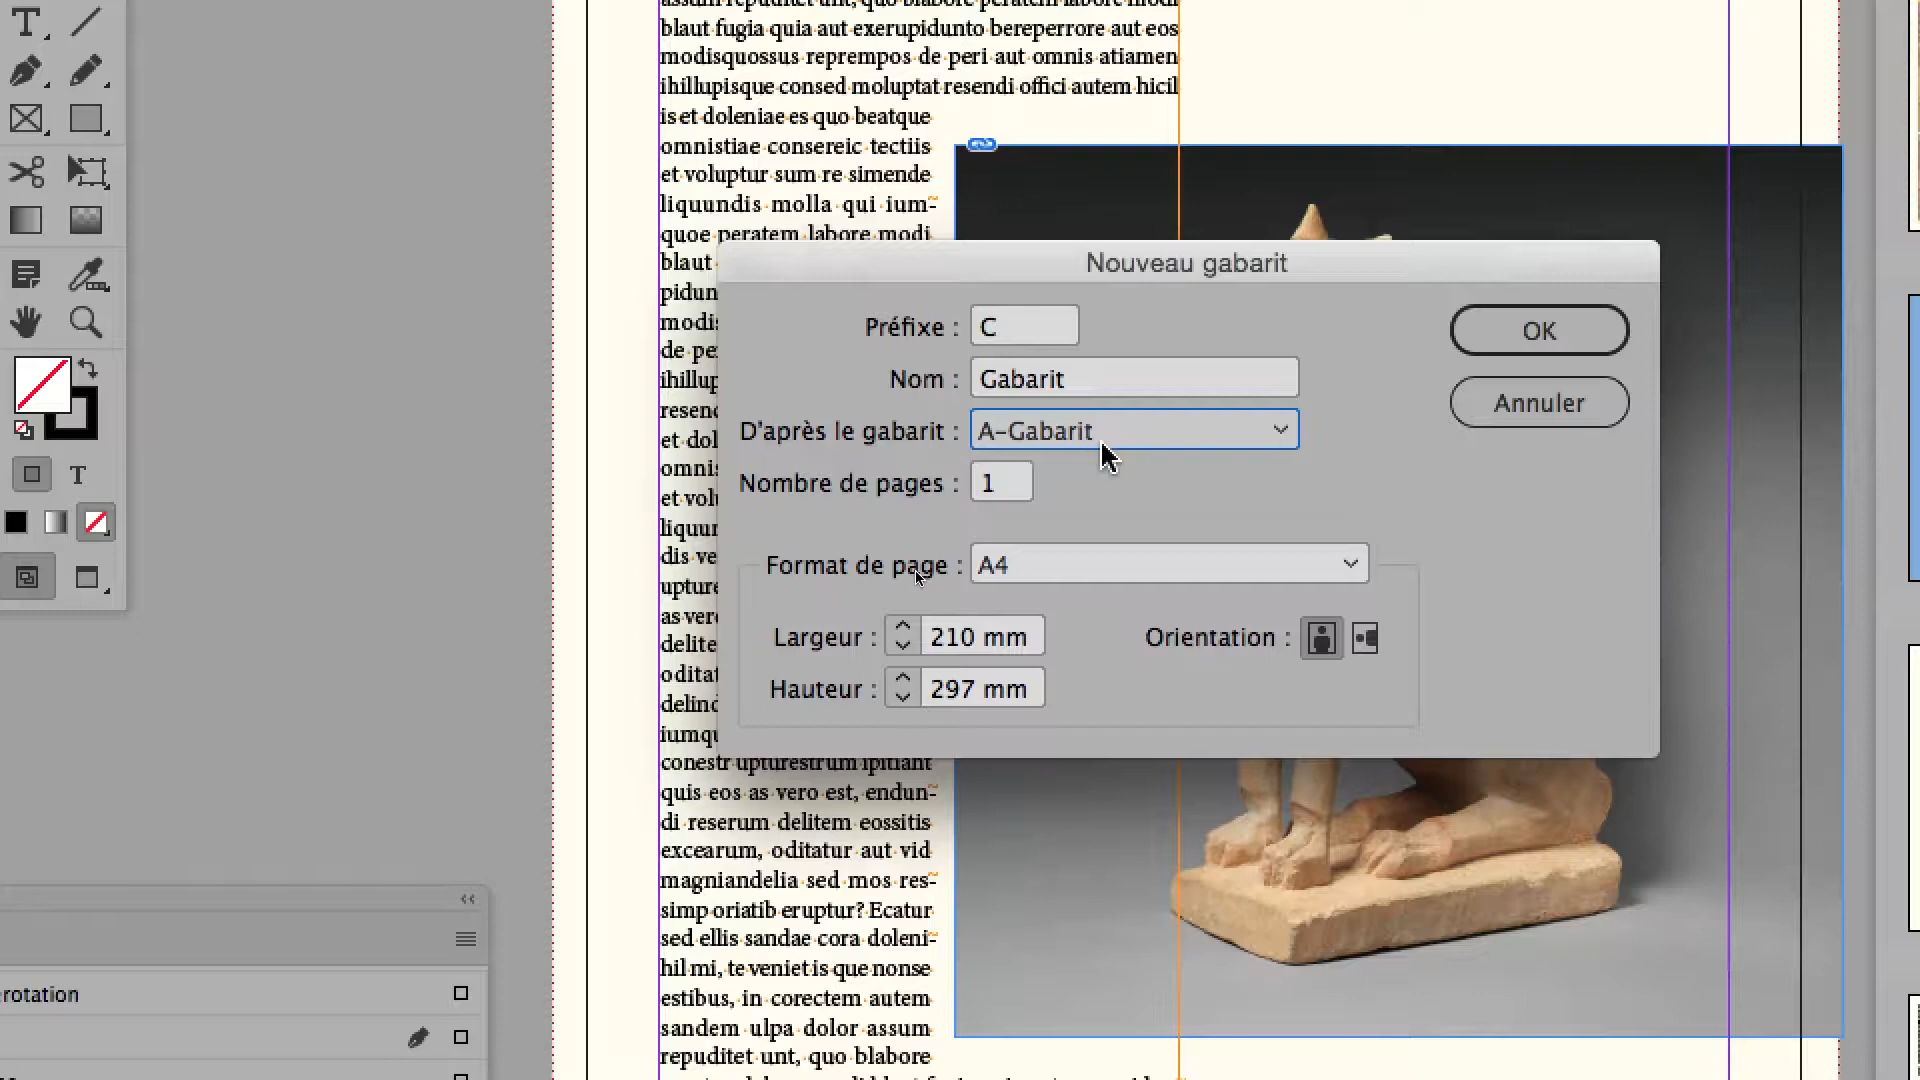 blaut fugia quia aut exerupidunto bereperrore aut eos
modisquossus reprempos de peri aut omnis atiamen
ihillupisque consed moluptat resendi offici autem hicil
is et doleniae es quo beatque
omnistiae consereic tectiis
et voluptur sum re simende
liquundis molla qui ium-
quoe peratem labore modi
blaut
Nouveau gabarit
Préfixe : C
OK
Nom : Gabarit
Annuler
D'après le gabarit : A-Gabarit
Nombre de pages : 1
Format de page : A4
Largeur : 210 mm
Orientation :
Hauteur : 297 mm
conestr upturestrum ipitiant
quis eos as vero est, endun-
di reserum delitem eossitis
excearum, oditatur aut vid
magniandelia sed mos res-
simp oriatib eruptur? Ecatur
sed ellis sandae cora doleni-
hil mi, te veniet is que nonse
estibus, in corectem autem
sandem ulpa dolor assum
repuditet unt, quo blabore
rotation
T
T